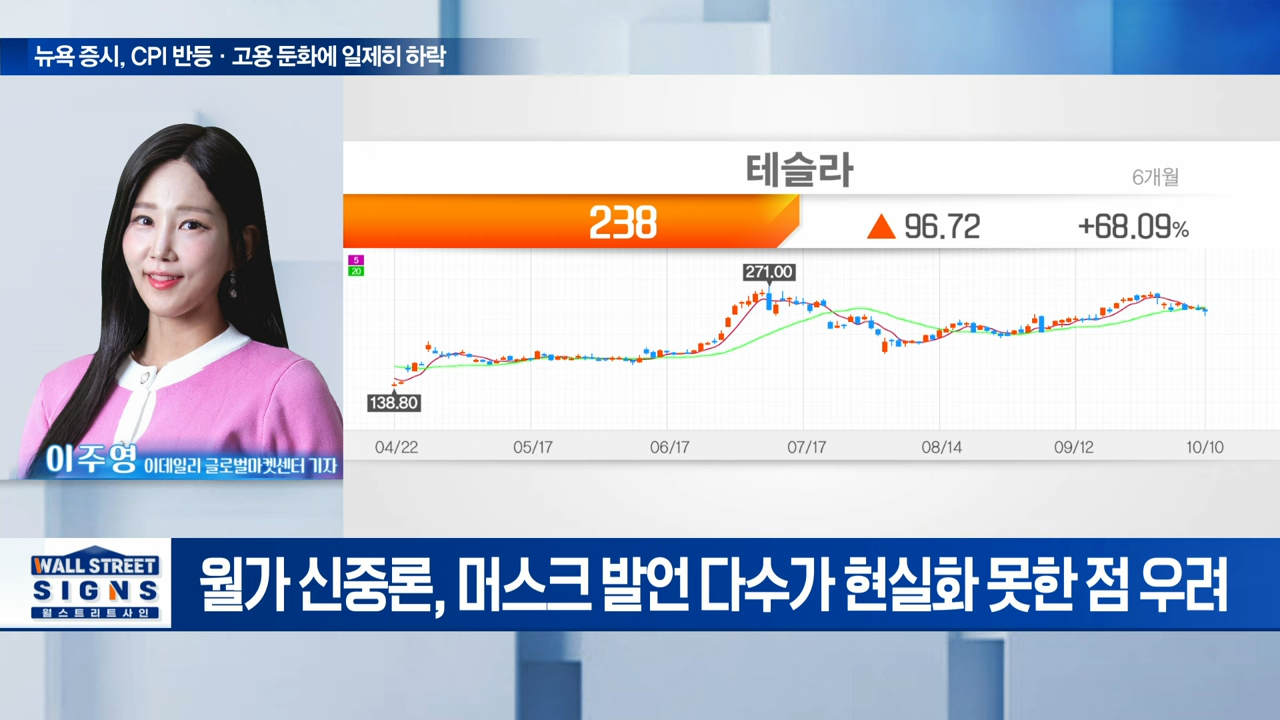 뉴욕 증시, CPI 반등 · 고용 둔화에 일제히 하락
테슬라
6개월
238
▲ 96.72
+68.09%
5
20
271.00
138.80
04/22 05/17 06/17 07/17 08/14 09/12 10/10
이주영 이데일리 글로벌마켓센터 기자
WALL STREET
SIGNS
월스트리트사인
월가 신중론, 머스크 발언 다수가 현실화 못한 점 우려